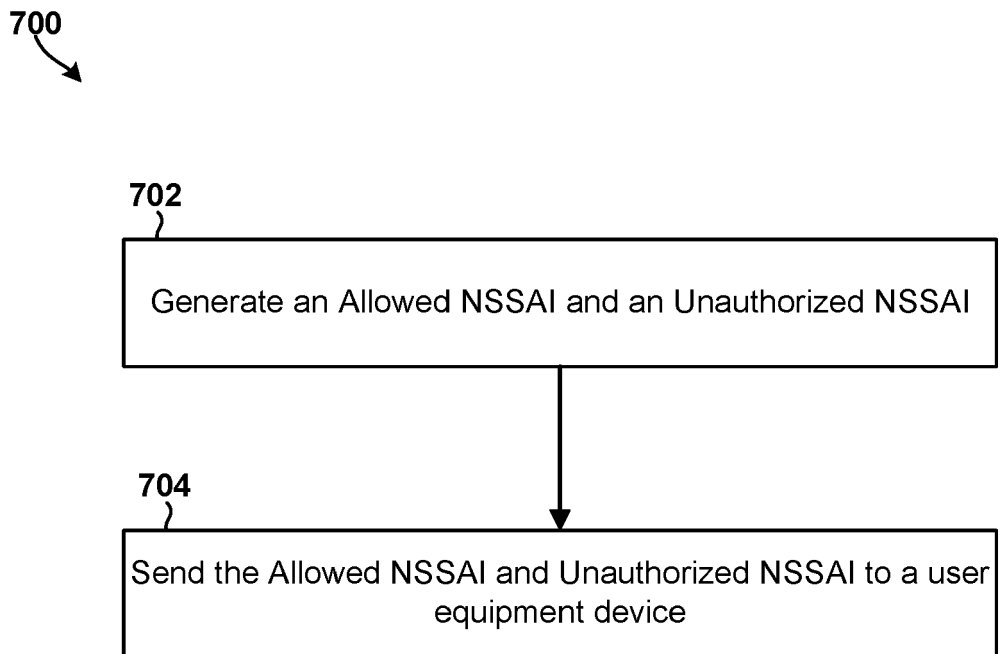 700
702
Generate an Allowed NSSAI and an Unauthorized NSSAI
704
Send the Allowed NSSAI and Unauthorized NSSAI to a user
equipment device